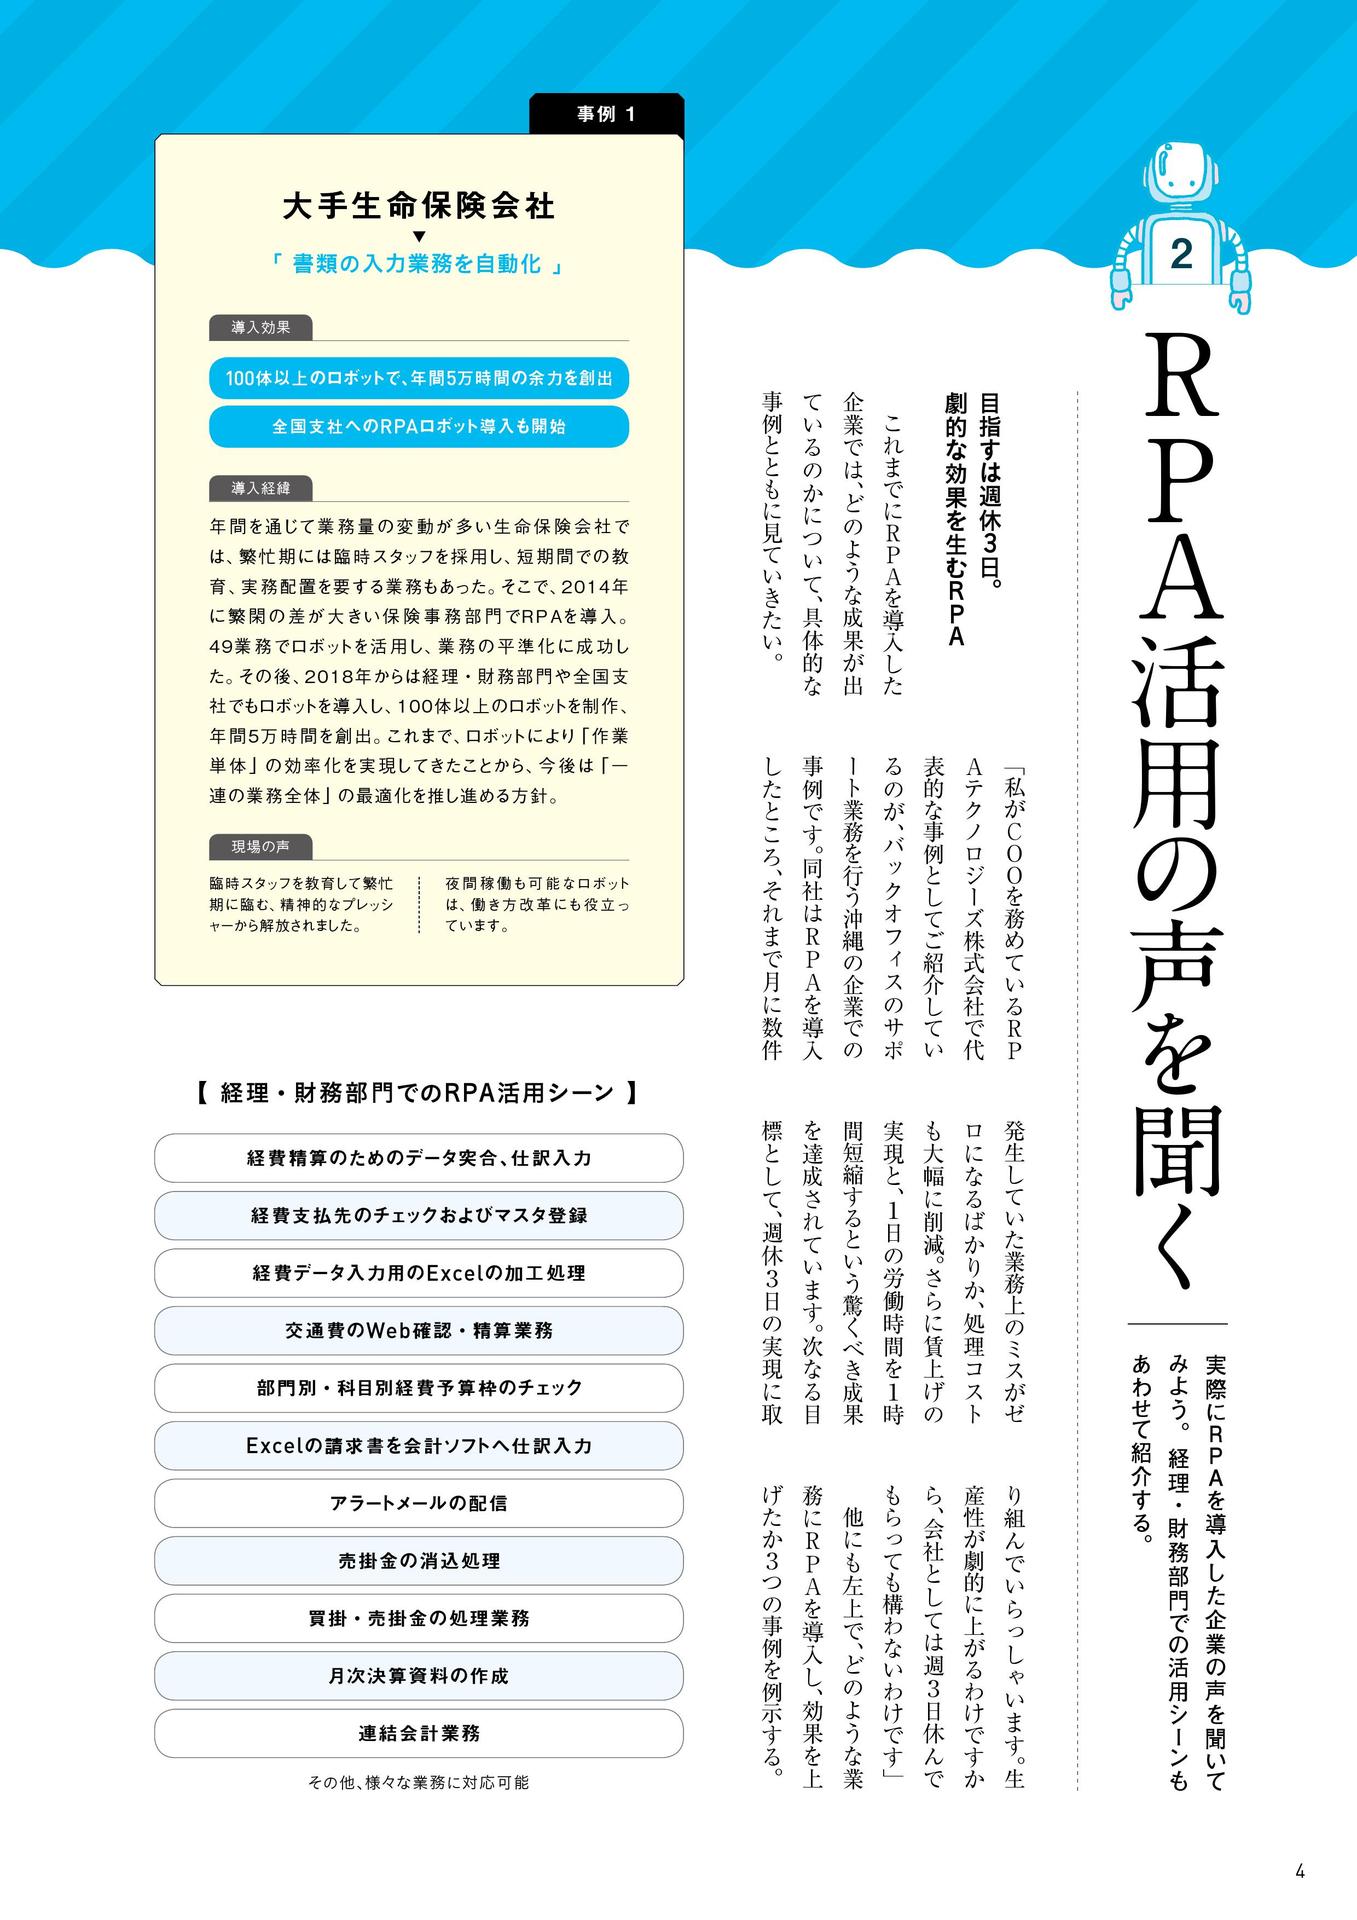 2
RPA活用の声を聞く
実際にRPAを導入した企業の声を聞いて
みよう。経理・財務部門での活用シーンも
あわせて紹介する。
目指すは週休3日。
劇的な効果を生むRPA
これまでにRPAを導入した
企業では、どのような成果が出
ているのかについて、具体的な
事例とともに見ていきたい。
「私がCOOを務めているRP
Aテクノロジーズ株式会社で代
表的な事例としてご紹介してい
るのが、バックオフィスのサポ
ート業務を行う沖縄の企業での
事例です。同社はRPAを導入
したところ、それまで月に数件
発生していた業務上のミスがゼ
ロになるばかりか、処理コスト
も大幅に削減。さらに賃上げの
実現と、1日の労働時間を1時
間短縮するという驚くべき成果
を達成されています。次なる目
標として、週休3日の実現に取
り組んでいらっしゃいます。生
産性が劇的に上がるわけですか
ら、会社としては週3日休んで
もらっても構わないわけです」
他にも左上で、どのような業
務にRPAを導入し、効果を上
げたか3つの事例を例示する。
事例 1
大手生命保険会社
▼
「 書類の入力業務を自動化 」
導入効果
100体以上のロボットで、年間5万時間の余力を創出
全国支社へのRPAロボット導入も開始
導入経緯
年間を通じて業務量の変動が多い生命保険会社で
は、繁忙期には臨時スタッフを採用し、短期間での教
育、実務配置を要する業務もあった。そこで、2014年
に繁閑の差が大きい保険事務部門でRPAを導入。
49業務でロボットを活用し、業務の平準化に成功し
た。その後、2018年からは経理・財務部門や全国支
社でもロボットを導入し、100体以上のロボットを制作、
年間5万時間を創出。これまで、ロボットにより「作業
単体」の効率化を実現してきたことから、今後は「一
連の業務全体」の最適化を推し進める方針。
現場の声
臨時スタッフを教育して繁忙
期に臨む、精神的なプレッシ
ャーから解放されました。
夜間稼働も可能なロボット
は、働き方改革にも役立っ
ています。
【 経理・財務部門でのRPA活用シーン 】
経費精算のためのデータ突合、仕訳入力
経費支払先のチェックおよびマスタ登録
経費データ入力用のExcelの加工処理
交通費のWeb確認・精算業務
部門別・科目別経費予算枠のチェック
Excelの請求書を会計ソフトへ仕訳入力
アラートメールの配信
売掛金の消込処理
買掛・売掛金の処理業務
月次決算資料の作成
連結会計業務
その他、様々な業務に対応可能
4